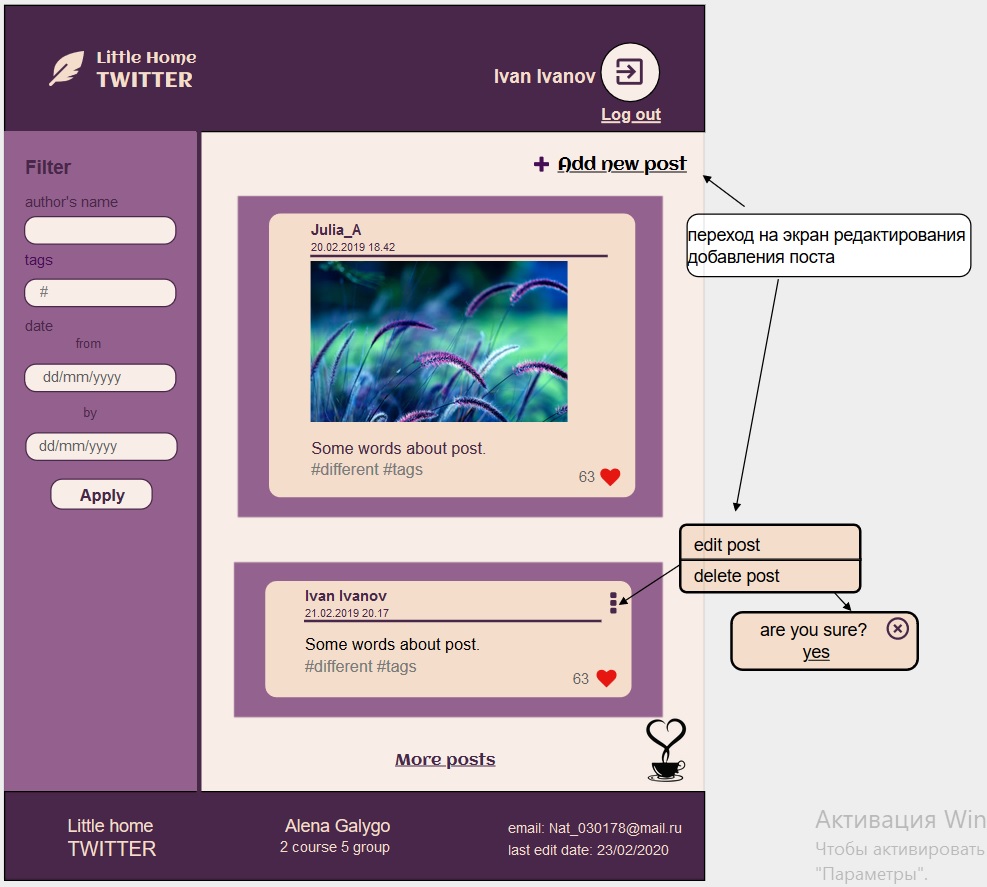 Little Home
TWITTER
Ivan Ivanov
Log out
Filter
author's name
tags
#
date
from
dd/mm/yyyy
by
dd/mm/yyyy
Apply
+ Add new post
Julia_A
20.02.2019 18.42
Some words about post.
#different #tags
63
Ivan Ivanov
21.02.2019 20.17
Some words about post.
#different #tags
63
More posts
переход на экран редактирования
добавления поста
edit post
delete post
are you sure?
yes
Little home
TWITTER
Alena Galygo
2 course 5 group
email: Nat_030178@mail.ru
last edit date: 23/02/2020
Активация Win
Чтобы активировать
"Параметры".